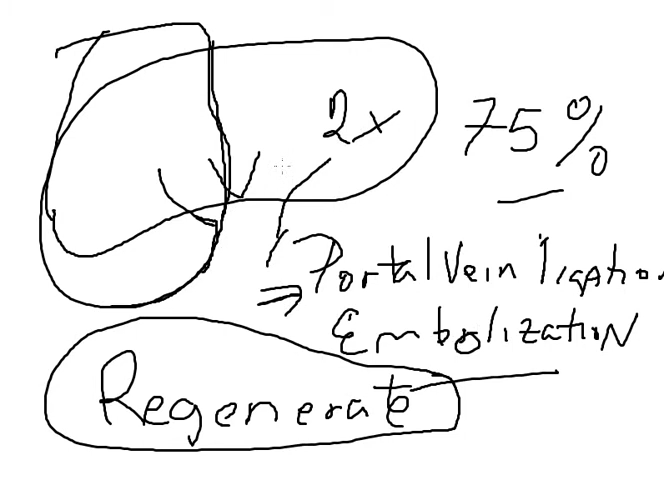 2x
75%
⇒ Portal Vein ligation
Embolization
Regenerate